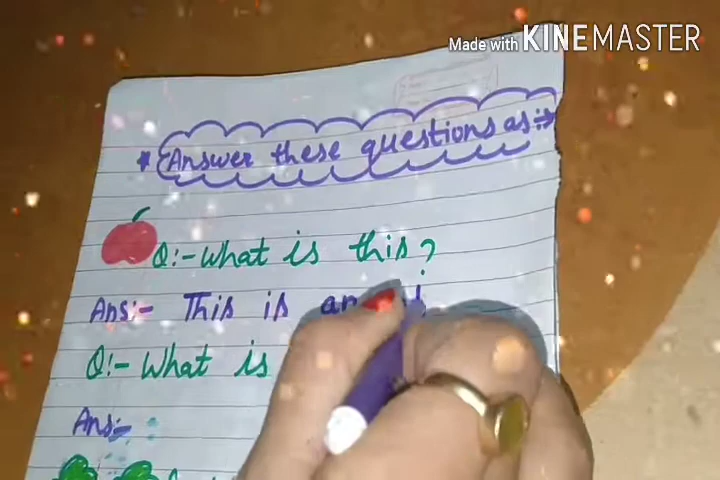 Made with KINEMASTER
* Answer these questions as:→
Q:- What is this?
Ans:- This is an
Q:- What is
Ans:-